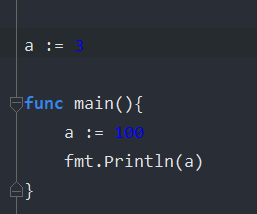 a := 3
func main(){
    a := 100
    fmt.Println(a)
}